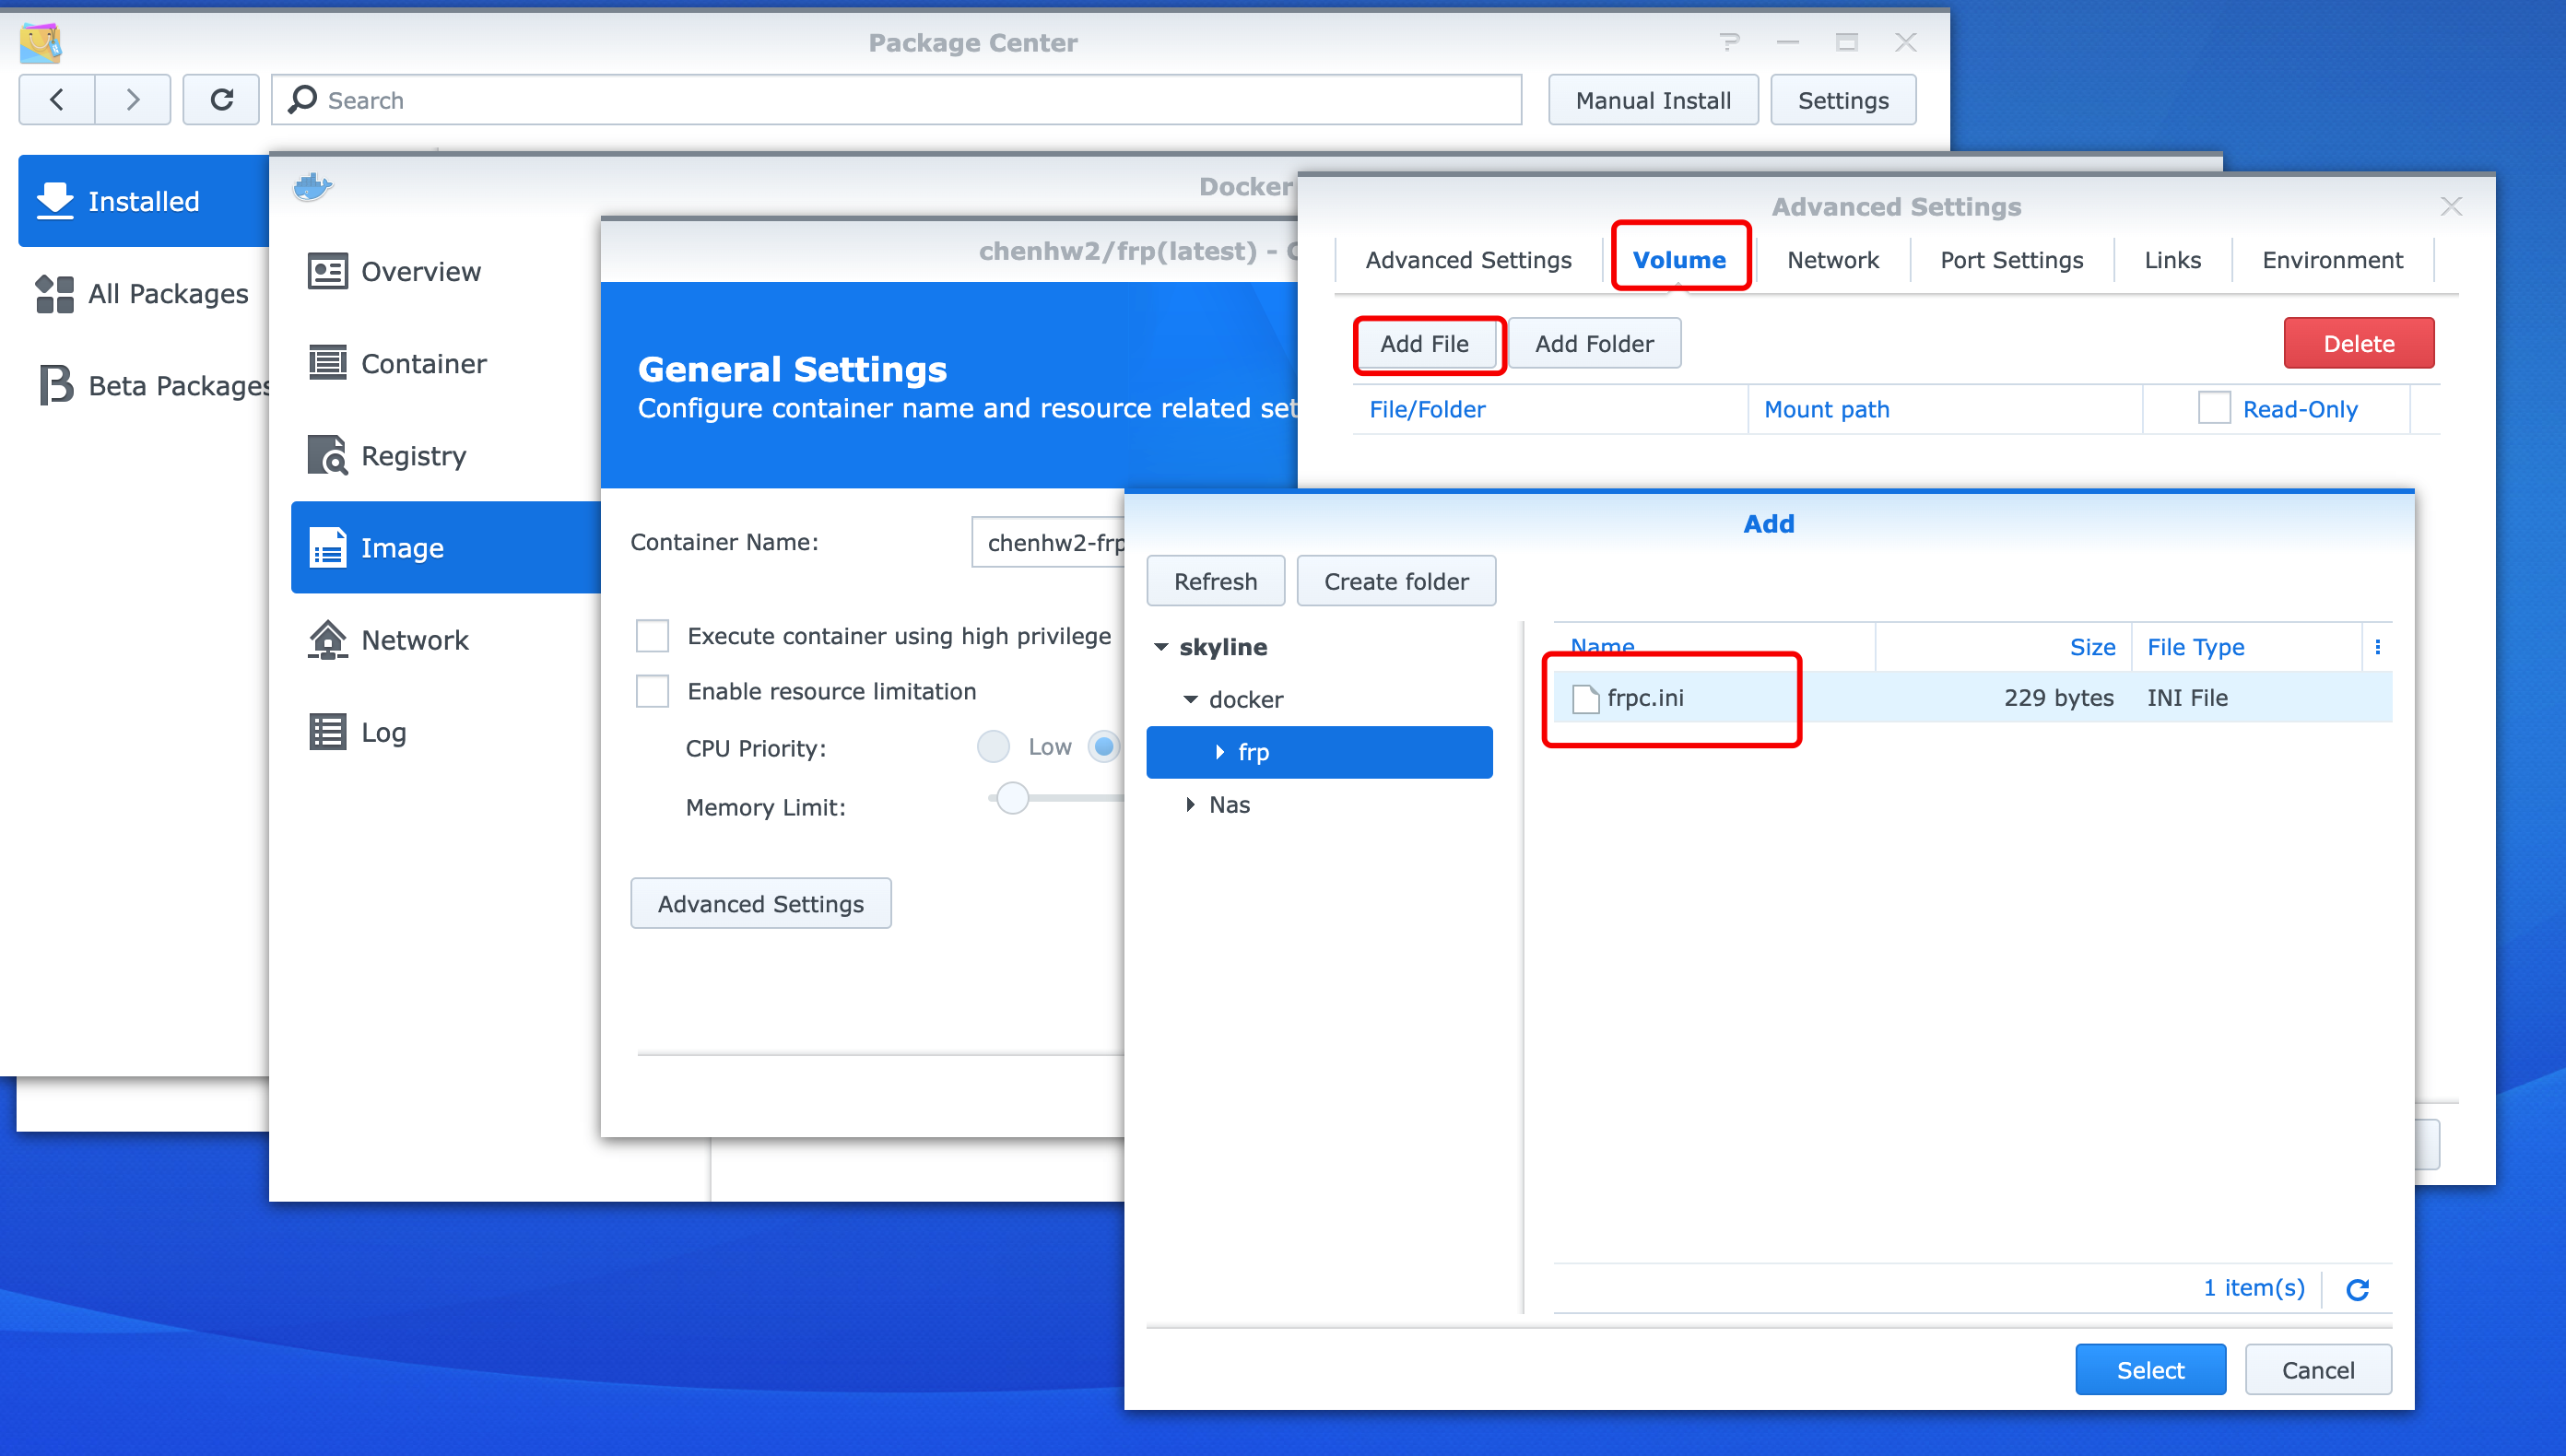 Package Center
Search
Manual Install
Settings
Installed
All Packages
Beta Packages
Docker
Overview
Container
Registry
Image
Network
Log
chenhw2/frp(latest) -
General Settings
Configure container name and resource related
Container Name:
chenhw2-frp
Execute container using high privilege
Enable resource limitation
CPU Priority:
Low
Memory Limit:
Advanced Settings
Advanced Settings
Advanced Settings
Volume
Network
Port Settings
Links
Environment
Add File
Add Folder
Delete
File/Folder
Mount path
Read-Only
Add
Refresh
Create folder
skyline
docker
frp
Nas
Name
Size
File Type
frpc.ini
229 bytes
INI File
1 item(s)
Select
Cancel